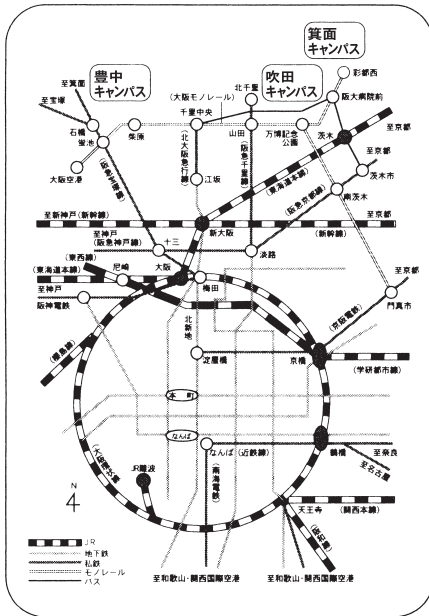 箕面
キャンパス
豊中
キャンパス
吹田
キャンパス
至箕面
至宝塚
石橋
蛍池
柴原
大阪空港
(阪急宝塚線)
(大阪モノレール)
千里中央
(北大阪急行線)
江坂
北千里
山田
(阪急千里線)
万博記念
公園
彩都西
阪大病院前
茨木
至京都
茨木市
至京都
南茨木
(東海道本線)
(阪急京都線)
至新神戸(新幹線)
新大阪
(新幹線)
至京都
至神戸
(阪急神戸線)
十三
淡路
(東西線)
(東海道本線)
尼崎
大阪
梅田
至神戸
阪神電鉄
北新地
至京都
門真市
(京阪電鉄)
淀屋橋
京橋
(学研都市線)
本町
なんば
なんば
(近鉄線)
鶴橋
至奈良
至名古屋
(大阪環状線)
JR難波
(南海電鉄)
天王寺
(関西本線)
(阪和線)
N
JR
地下鉄
私鉄
モノレール
バス
至和歌山・関西国際空港
至和歌山・関西国際空港